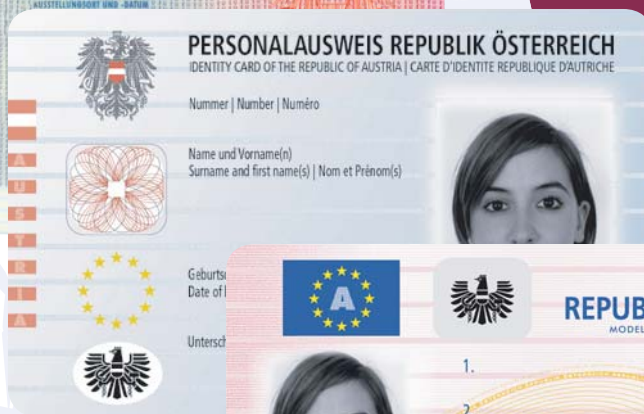 AUSSTELLUNGSORT UND -DATUM
PERSONALAUSWEIS REPUBLIK ÖSTERREICH
IDENTITY CARD OF THE REPUBLIC OF AUSTRIA | CARTE D'IDENTITE REPUBLIQUE D'AUTRICHE
Nummer | Number | Numéro
Name und Vorname(n)
Surname and first name(s) | Nom et Prénom(s)
AUSTRIA
Geburts
Date of
Untersch
A
REPUB
MODEL
1.
2.